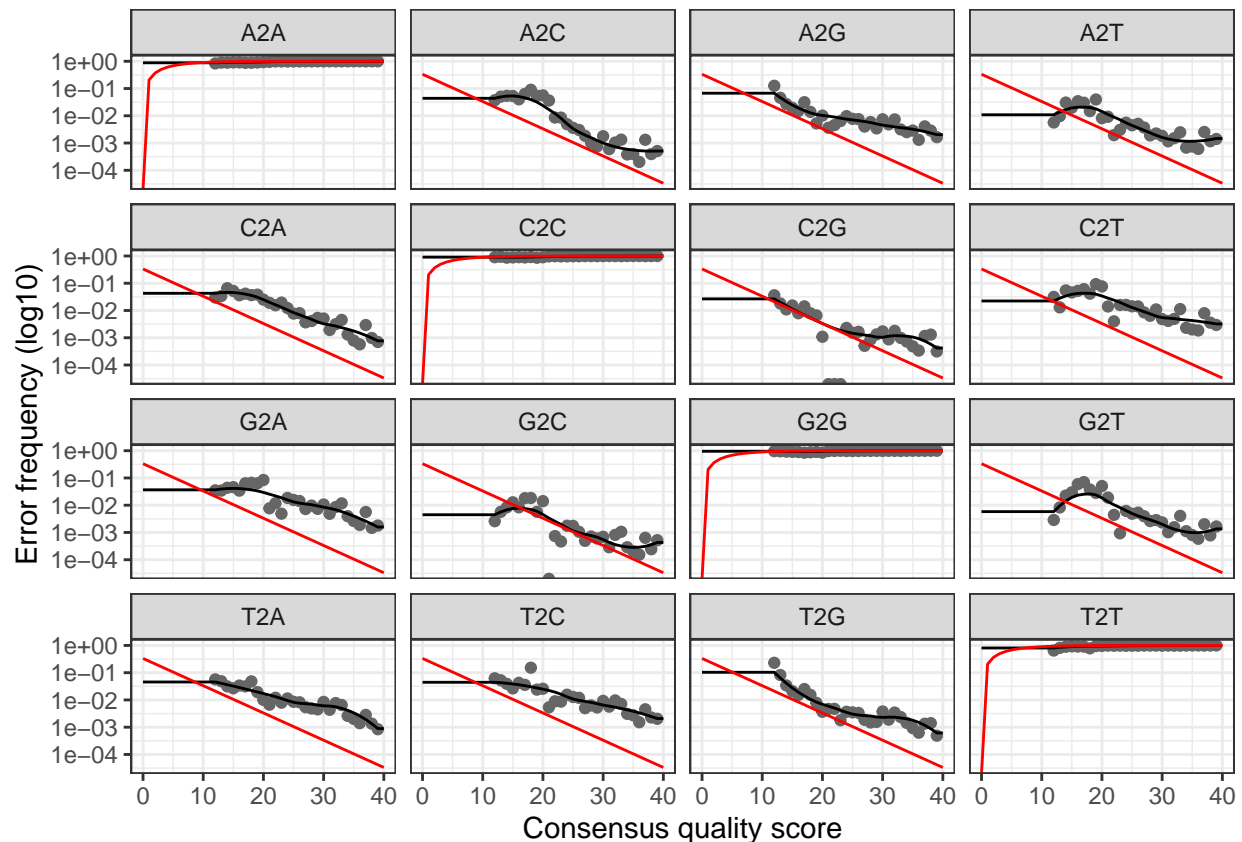 A2A A2C A2G A2T
1e+00
1e−01
1e−02
1e−03
1e−04
C2A C2C C2G C2T
1e+00
1e−01
1e−02
1e−03
1e−04
G2A G2C G2G G2T
1e+00
1e−01
1e−02
1e−03
1e−04
T2A T2C T2G T2T
1e+00
1e−01
1e−02
1e−03
1e−04
0 10 20 30 40 0 10 20 30 40 0 10 20 30 40 0 10 20 30 40
Consensus quality score
Error frequency (log10)